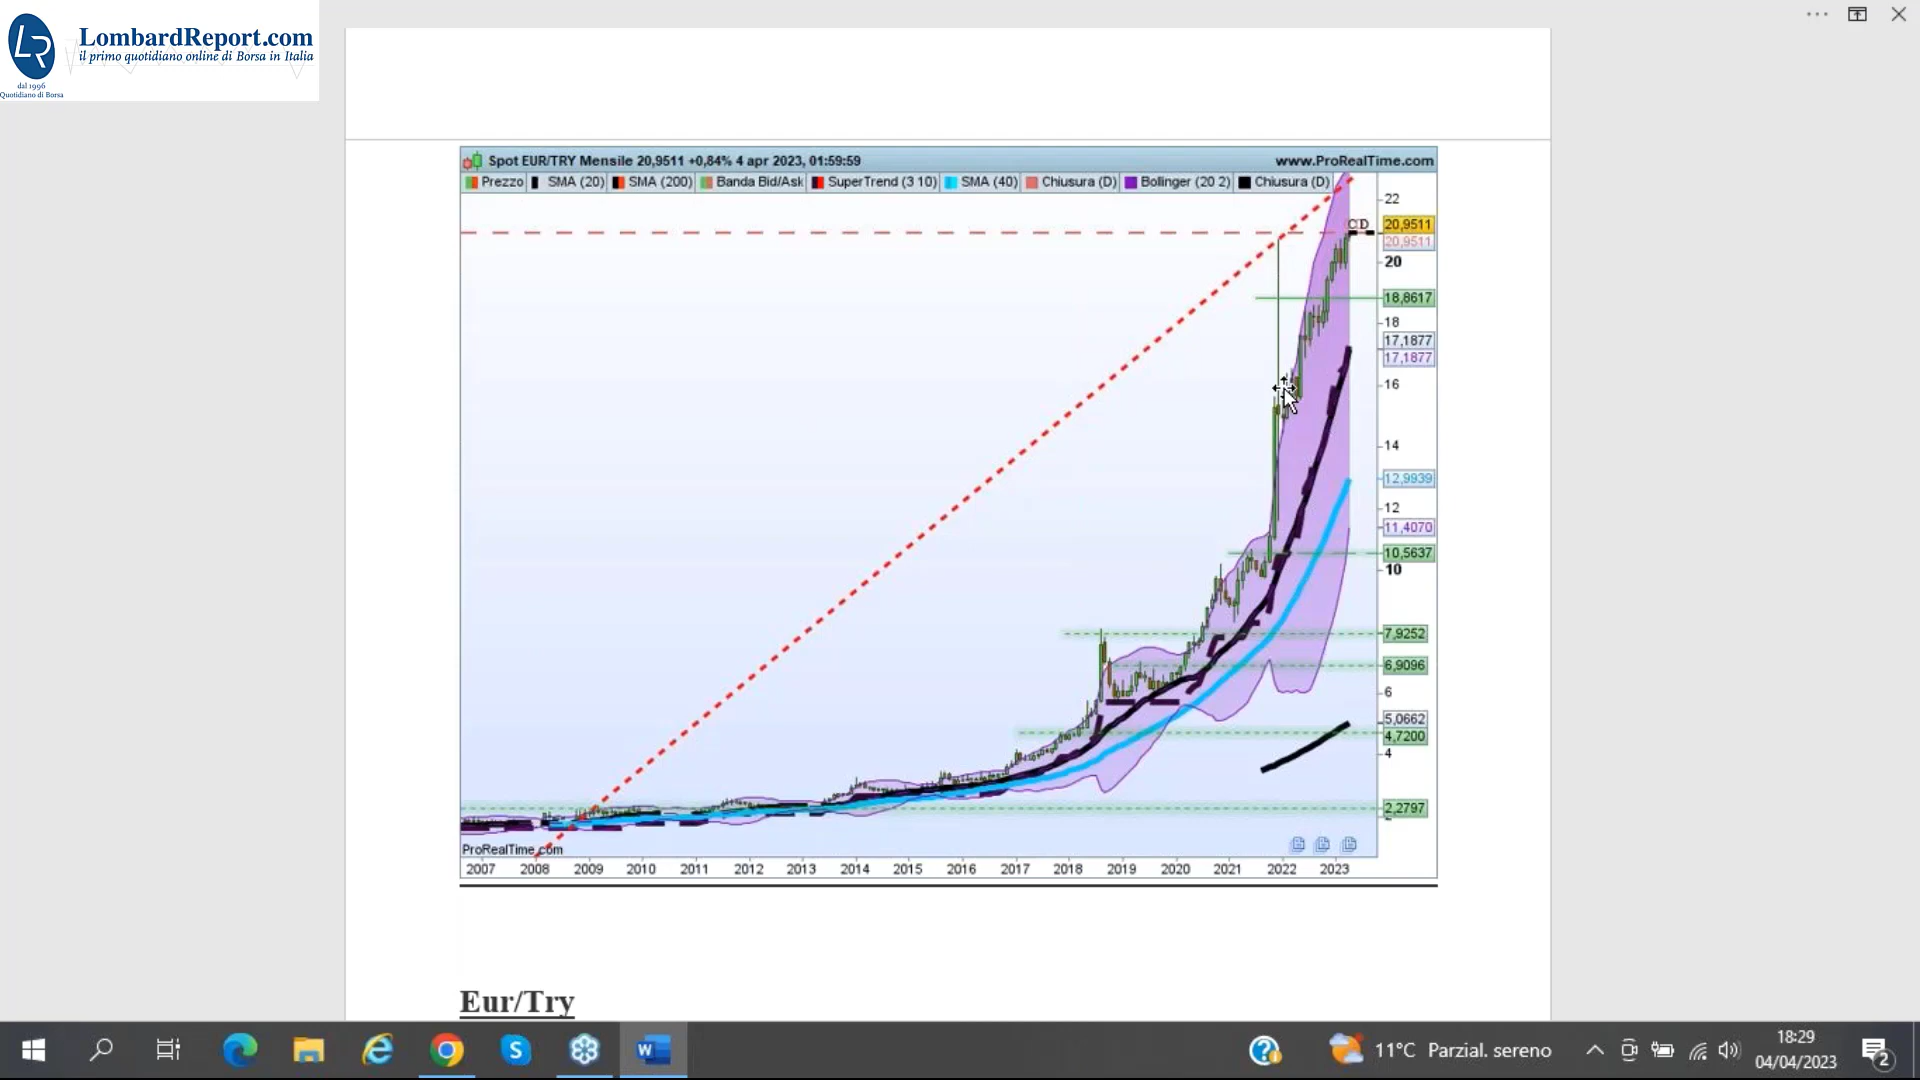 LR
LombardReport.com
il primo quotidiano online di Borsa in Italia
dal 1996
Quotidiano di Borsa
Spot EUR/TRY Mensile 20,9511 +0,84% 4 apr 2023, 01:59:59
www.ProRealTime.com
Prezzo SMA (20) SMA (200) Banda Bid/Ask SuperTrend (3 10) SMA (40) Chiusura (D) Bolinger (20 2) Chiusura (D)
22
CD
20,9511
20,9511
20
18,8617
18
17,1877
17,1877
16
14
12,9939
12
11,4070
10,5637
10
7,9252
6,9096
6
5,0662
4,7200
4
2,2797
2
ProRealTime.com
2007 2008 2009 2010 2011 2012 2013 2014 2015 2016 2017 2018 2019 2020 2021 2022 2023
Eur/Try
11°C Parzial. sereno
18:29
04/04/2023
2